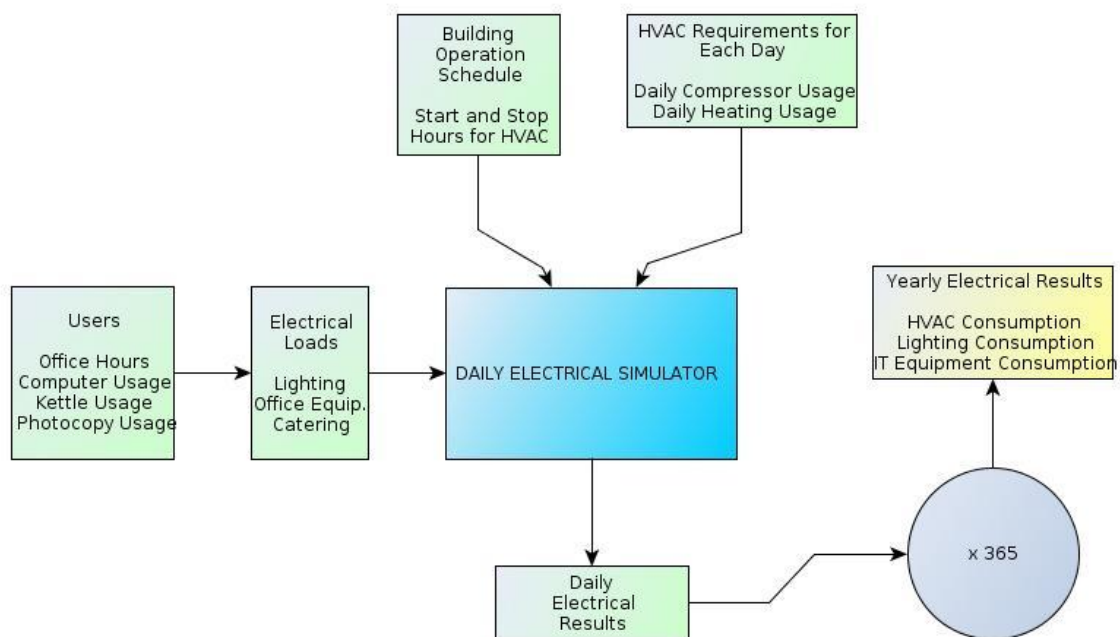 Building
Operation
Schedule
Start and Stop
Hours for HVAC
HVAC Requirements for
Each Day
Daily Compressor Usage
Daily Heating Usage
Users
Office Hours
Computer Usage
Kettle Usage
Photocopy Usage
Electrical
Loads
Lighting
Office Equip.
Catering
DAILY ELECTRICAL SIMULATOR
Yearly Electrical Results
HVAC Consumption
Lighting Consumption
IT Equipment Consumption
Daily
Electrical
Results
x 365